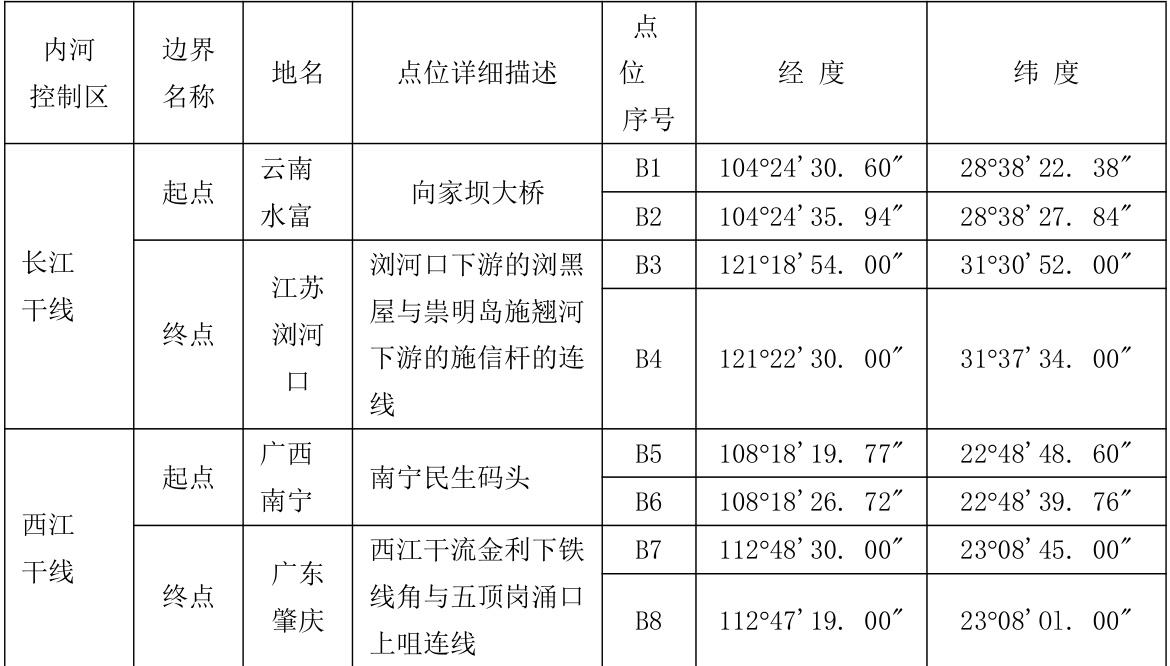 内河
控制区
边界
名称
地名
点位详细描述
点
位
序号
经 度
纬 度
长江
干线
起点
云南
水富
向家坝大桥
B1
104°24'30. 60″
28°38'22. 38″
B2
104°24'35. 94″
28°38'27. 84″
终点
江苏
浏河
口
浏河口下游的浏黑
屋与崇明岛施翘河
下游的施信杆的连
线
B3
121°18'54. 00″
31°30'52. 00″
B4
121°22'30. 00″
31°37'34. 00″
西江
干线
起点
广西
南宁
南宁民生码头
B5
108°18'19. 77″
22°48'48. 60″
B6
108°18'26. 72″
22°48'39. 76″
终点
广东
肇庆
西江干流金利下铁
线角与五顶岗涌口
上咀连线
B7
112°48'30. 00″
23°08'45. 00″
B8
112°47'19. 00″
23°08'01. 00″